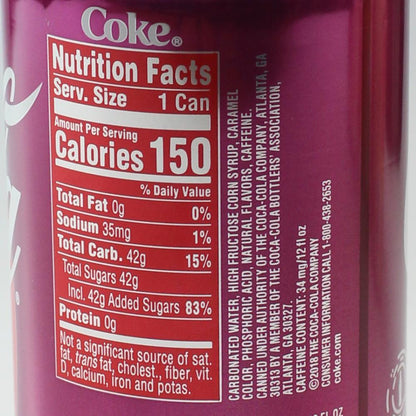 Coke®
Nutrition Facts
Serv. Size 1 Can
Amount Per Serving
Calories 150
% Daily Value
Total Fat 0g 0%
Sodium 35mg 1%
Total Carb. 42g 15%
Total Sugars 42g
Incl. 42g Added Sugars 83%
Protein 0g
Not a significant source of sat.
fat, trans fat, cholest., fiber, vit.
D, calcium, iron and potas.
CARBONATED WATER, HIGH FRUCTOSE CORN SYRUP, CARAMEL
COLOR, PHOSPHORIC ACID, NATURAL FLAVORS, CAFFEINE.
CANNED UNDER AUTHORITY OF THE COCA-COLA COMPANY, ATLANTA, GA
30313 BY A MEMBER OF THE COCA-COLA BOTTLERS' ASSOCIATION,
ATLANTA, GA 30327.
CAFFEINE CONTENT: 34 mg/12 fl oz
©2018 THE COCA-COLA COMPANY
CONSUMER INFORMATION CALL 1-800-438-2653
coke.com
FL OZ